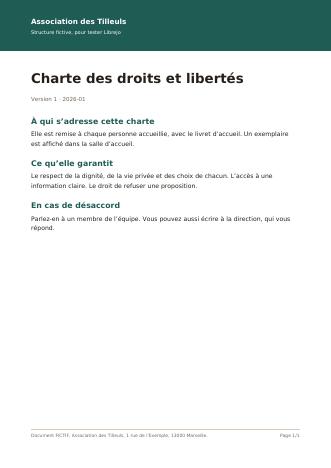 Association des Tilleuls
Structure fictive, pour tester Librejo
Charte des droits et libertés
Version 1 · 2026-01
À qui s’adresse cette charte
Elle est remise à chaque personne accueillie, avec le livret d’accueil. Un exemplaire
est affiché dans la salle d’accueil.
Ce qu’elle garantit
Le respect de la dignité, de la vie privée et des choix de chacun. L’accès à une
information claire. Le droit de refuser une proposition.
En cas de désaccord
Parlez-en à un membre de l’équipe. Vous pouvez aussi écrire à la direction, qui vous
répond.
Document FICTIF, Association des Tilleuls, 1 rue de l’Exemple, 13000 Marseille.
Page 1/1